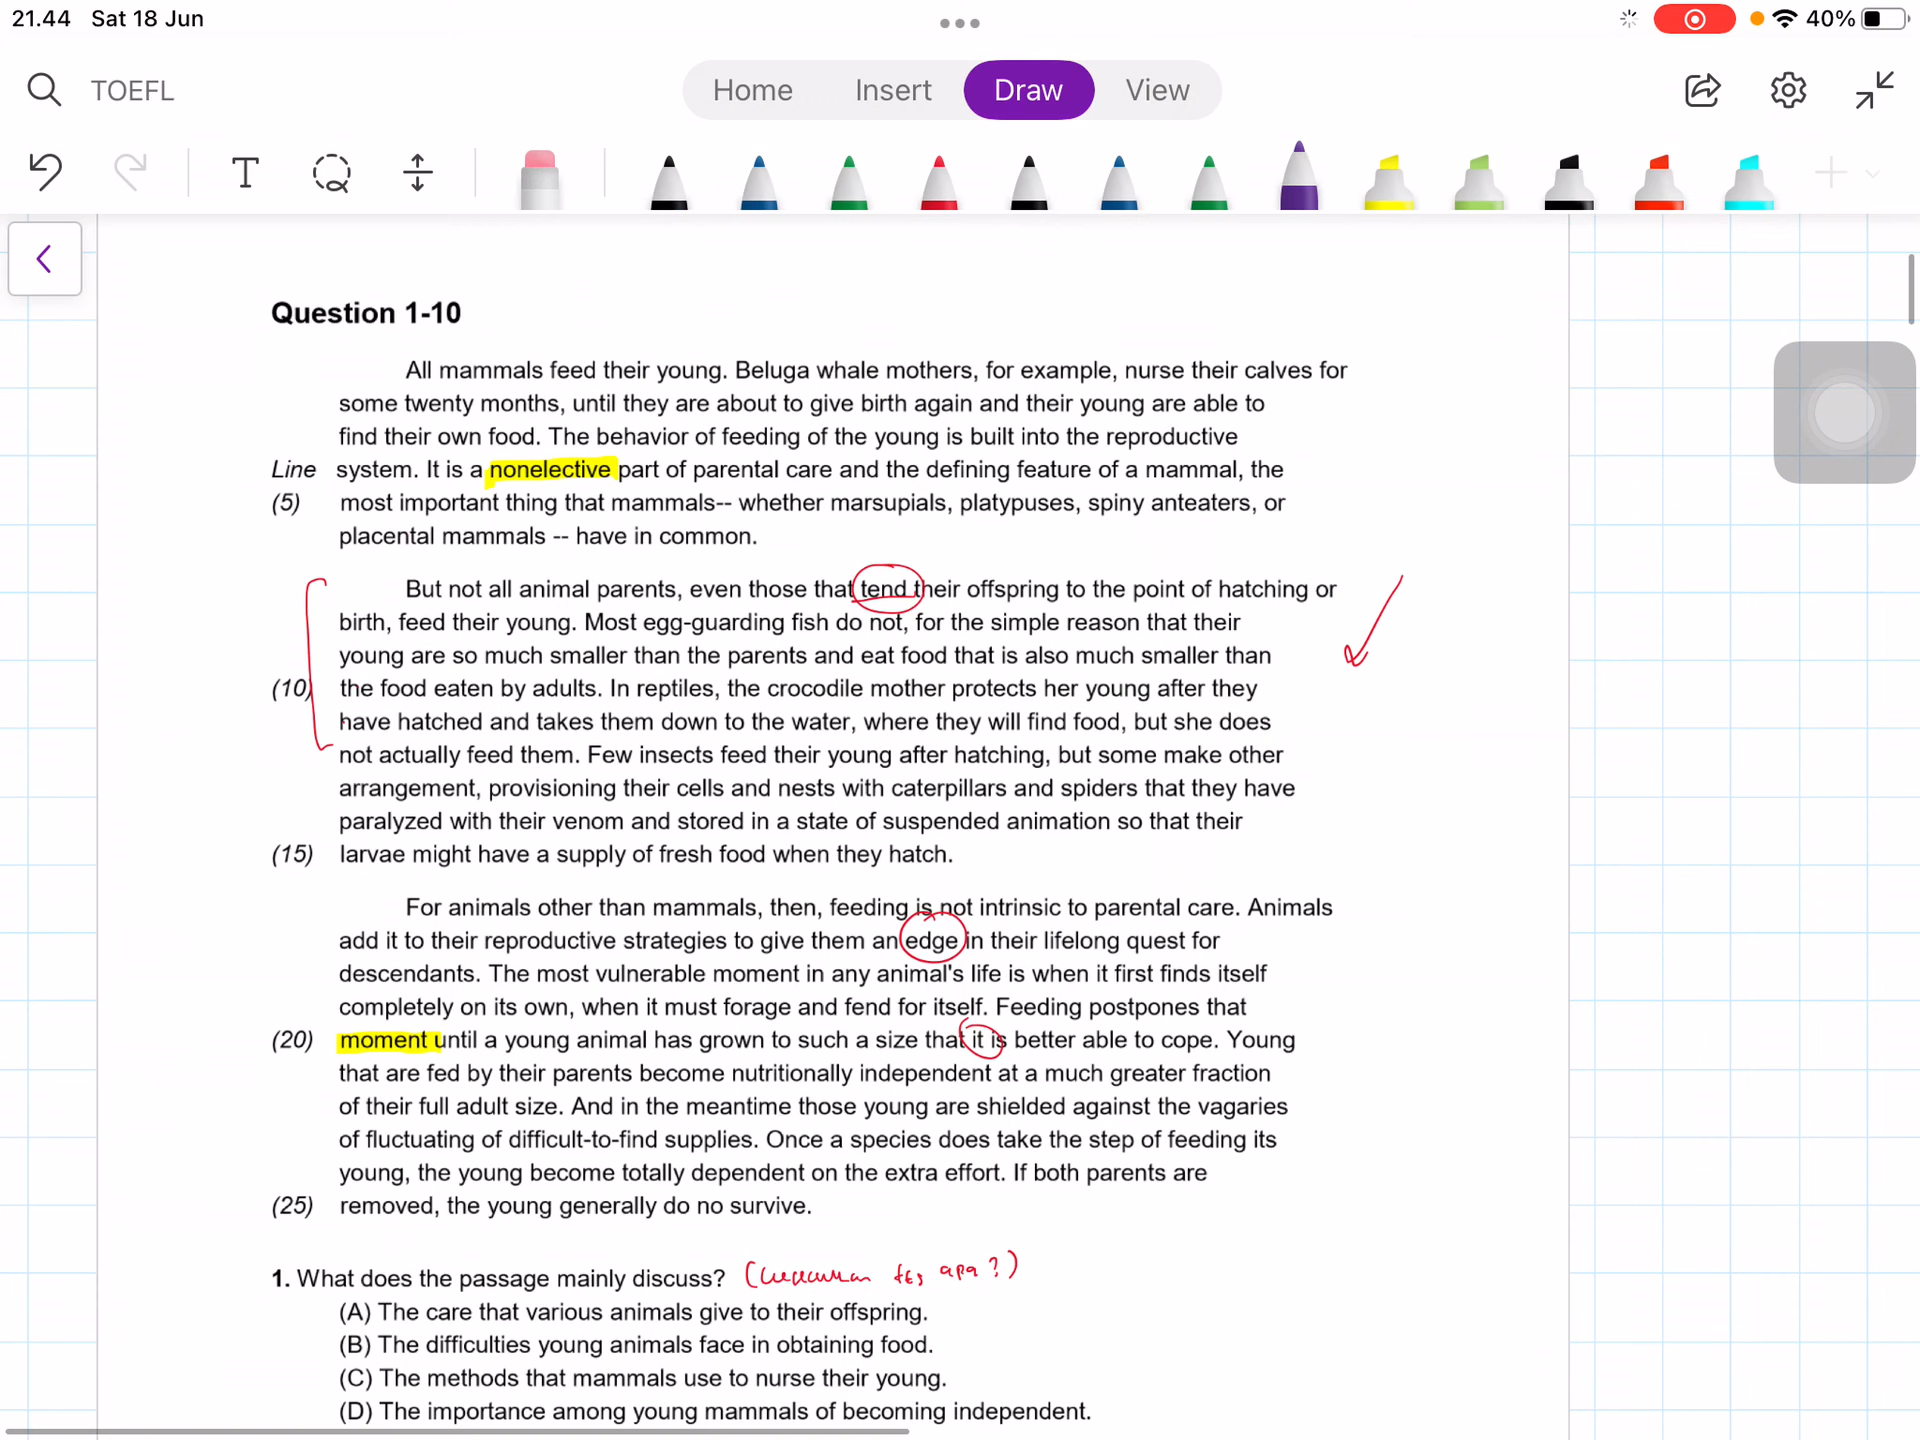 21.44 Sat 18 Jun
40%
TOEFL
Home Insert Draw View
T
Question 1-10
All mammals feed their young. Beluga whale mothers, for example, nurse their calves for
some twenty months, until they are about to give birth again and their young are able to
find their own food. The behavior of feeding of the young is built into the reproductive
Line system. It is a nonelective part of parental care and the defining feature of a mammal, the
(5) most important thing that mammals-- whether marsupials, platypuses, spiny anteaters, or
placental mammals -- have in common.
But not all animal parents, even those that tend their offspring to the point of hatching or
birth, feed their young. Most egg-guarding fish do not, for the simple reason that their
young are so much smaller than the parents and eat food that is also much smaller than
(10) the food eaten by adults. In reptiles, the crocodile mother protects her young after they
have hatched and takes them down to the water, where they will find food, but she does
not actually feed them. Few insects feed their young after hatching, but some make other
arrangement, provisioning their cells and nests with caterpillars and spiders that they have
paralyzed with their venom and stored in a state of suspended animation so that their
(15) larvae might have a supply of fresh food when they hatch.
For animals other than mammals, then, feeding is not intrinsic to parental care. Animals
add it to their reproductive strategies to give them an edge in their lifelong quest for
descendants. The most vulnerable moment in any animal's life is when it first finds itself
completely on its own, when it must forage and fend for itself. Feeding postpones that
(20) moment until a young animal has grown to such a size that it is better able to cope. Young
that are fed by their parents become nutritionally independent at a much greater fraction
of their full adult size. And in the meantime those young are shielded against the vagaries
of fluctuating of difficult-to-find supplies. Once a species does take the step of feeding its
young, the young become totally dependent on the extra effort. If both parents are
(25) removed, the young generally do no survive.
1. What does the passage mainly discuss? apa?)
(A) The care that various animals give to their offspring.
(B) The difficulties young animals face in obtaining food.
(C) The methods that mammals use to nurse their young.
(D) The importance among young mammals of becoming independent.